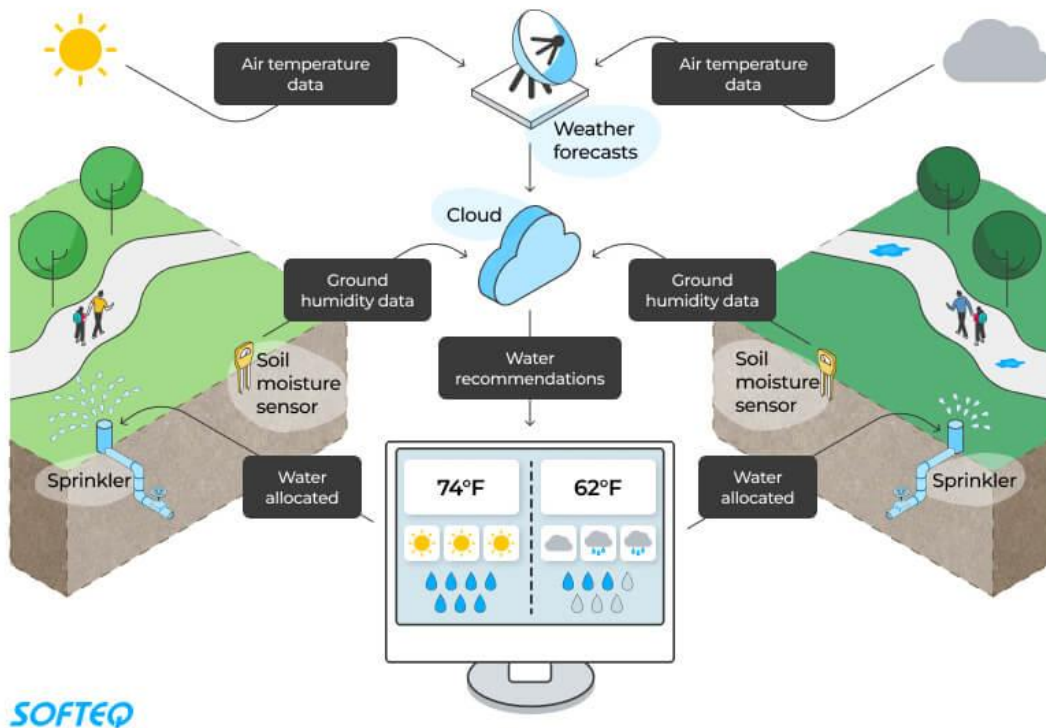 Air temperature
data
Air temperature
data
Weather
forecasts
Cloud
Ground
humidity data
Ground
humidity data
Soil
moisture
sensor
Water
recommendations
Soil
moisture
sensor
Sprinkler
Water
allocated
74°F
62°F
Water
allocated
Sprinkler
SOFTEQ